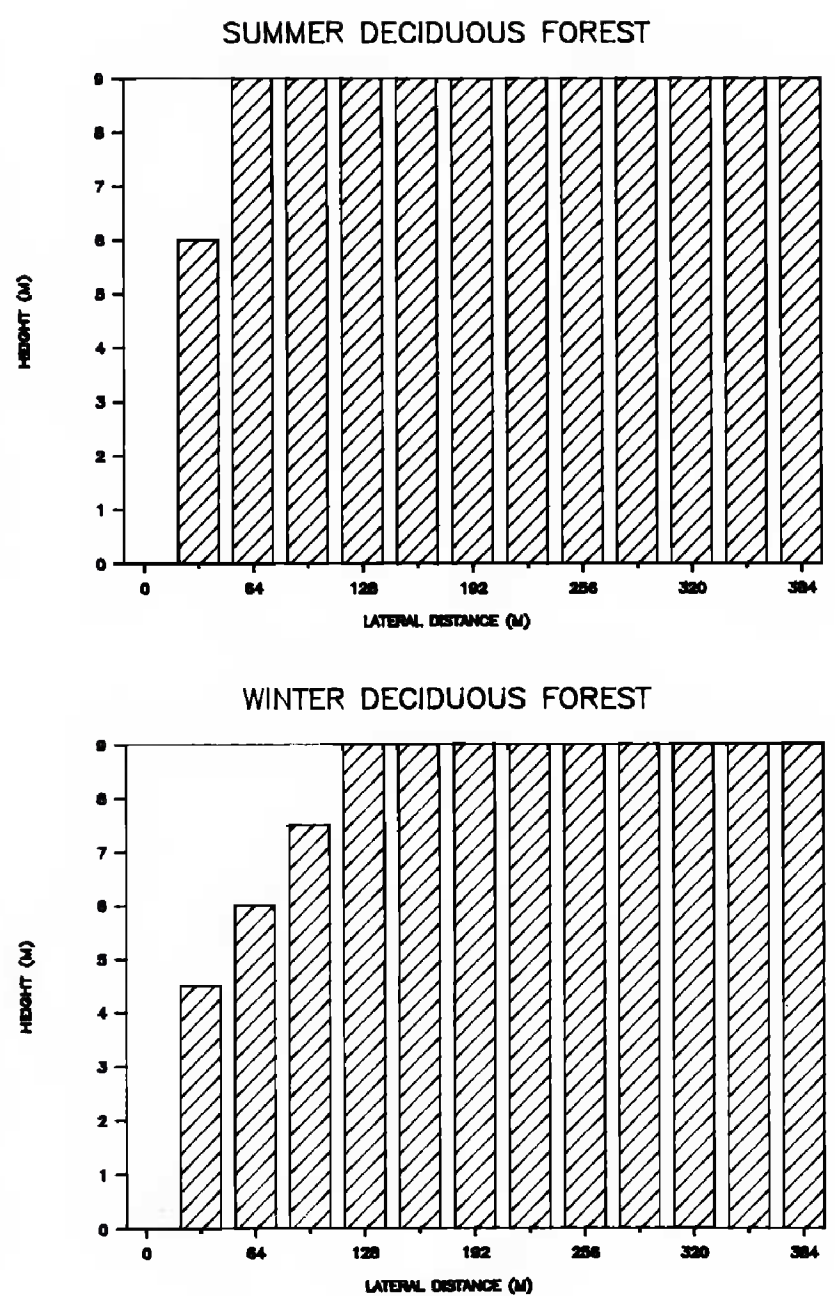 SUMMER DECIDUOUS FOREST
9
8
7
6
5
4
3
2
1
0
HEIGHT (M)
0 64 128 192 256 320 384
LATERAL DISTANCE (M)
WINTER DECIDUOUS FOREST
9
8
7
6
5
4
3
2
1
0
HEIGHT (M)
0 64 128 192 256 320 384
LATERAL DISTANCE (M)